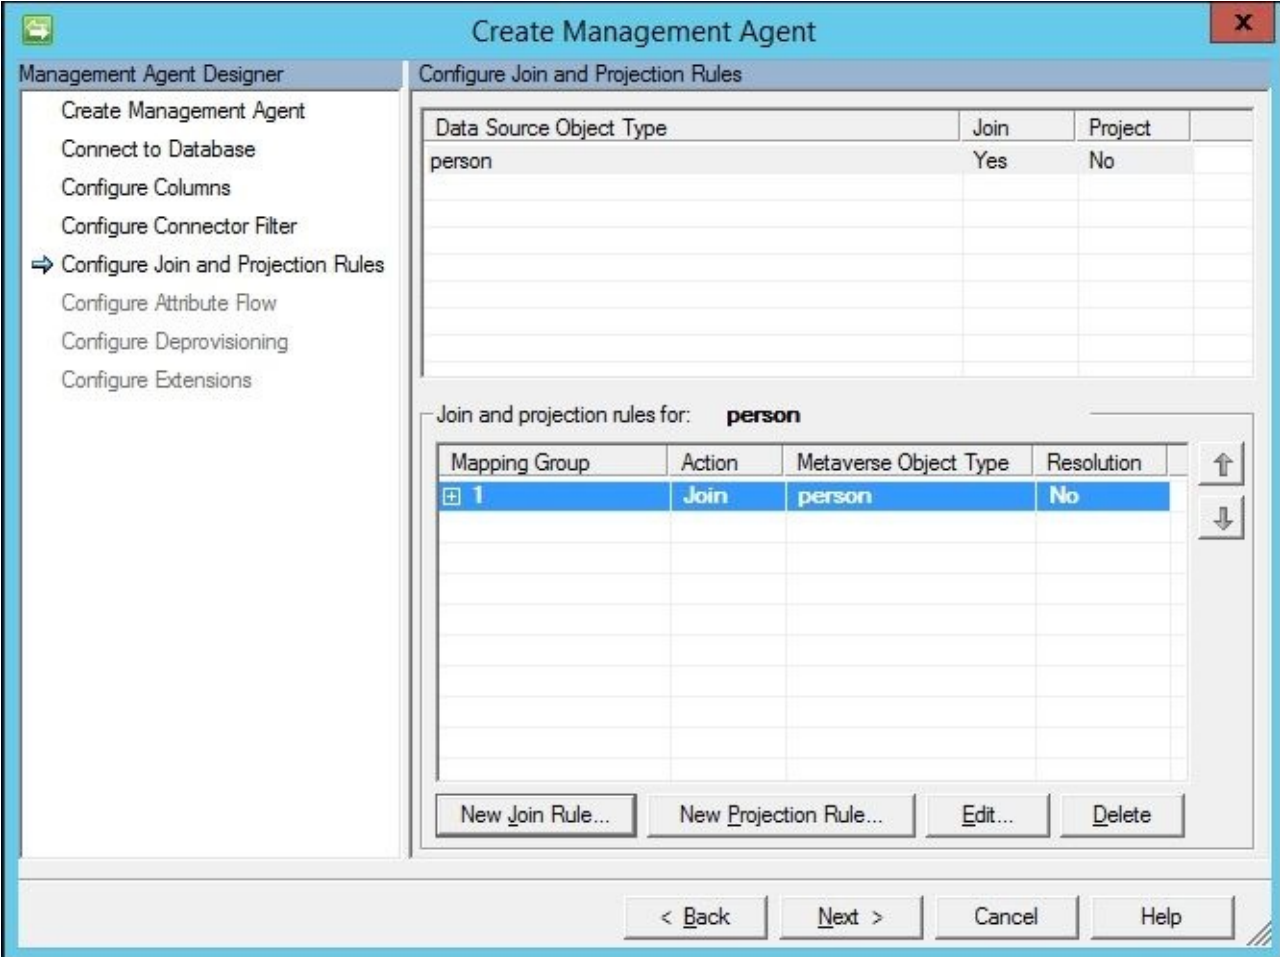 Create Management Agent
X
Management Agent Designer
Create Management Agent
Connect to Database
Configure Columns
Configure Connector Filter
Configure Join and Projection Rules
Configure Attribute Flow
Configure Deprovisioning
Configure Extensions
Configure Join and Projection Rules
Data Source Object Type Join Project
person Yes No
Join and projection rules for: person
Mapping Group Action Metaverse Object Type Resolution
1 Join person No
New Join Rule... New Projection Rule... Edit... Delete
< Back Next > Cancel Help